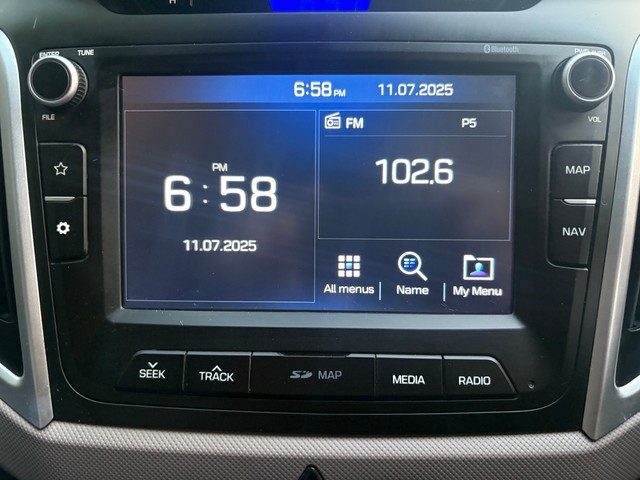 H
ENTER
TUNE
Bluetooth
FILE
VOL
6:58 PM 11.07.2025
PM
6:58
11.07.2025
FM P5
102.6
All menus
Name
My Menu
MAP
NAV
SEEK
TRACK
SD MAP
MEDIA
RADIO